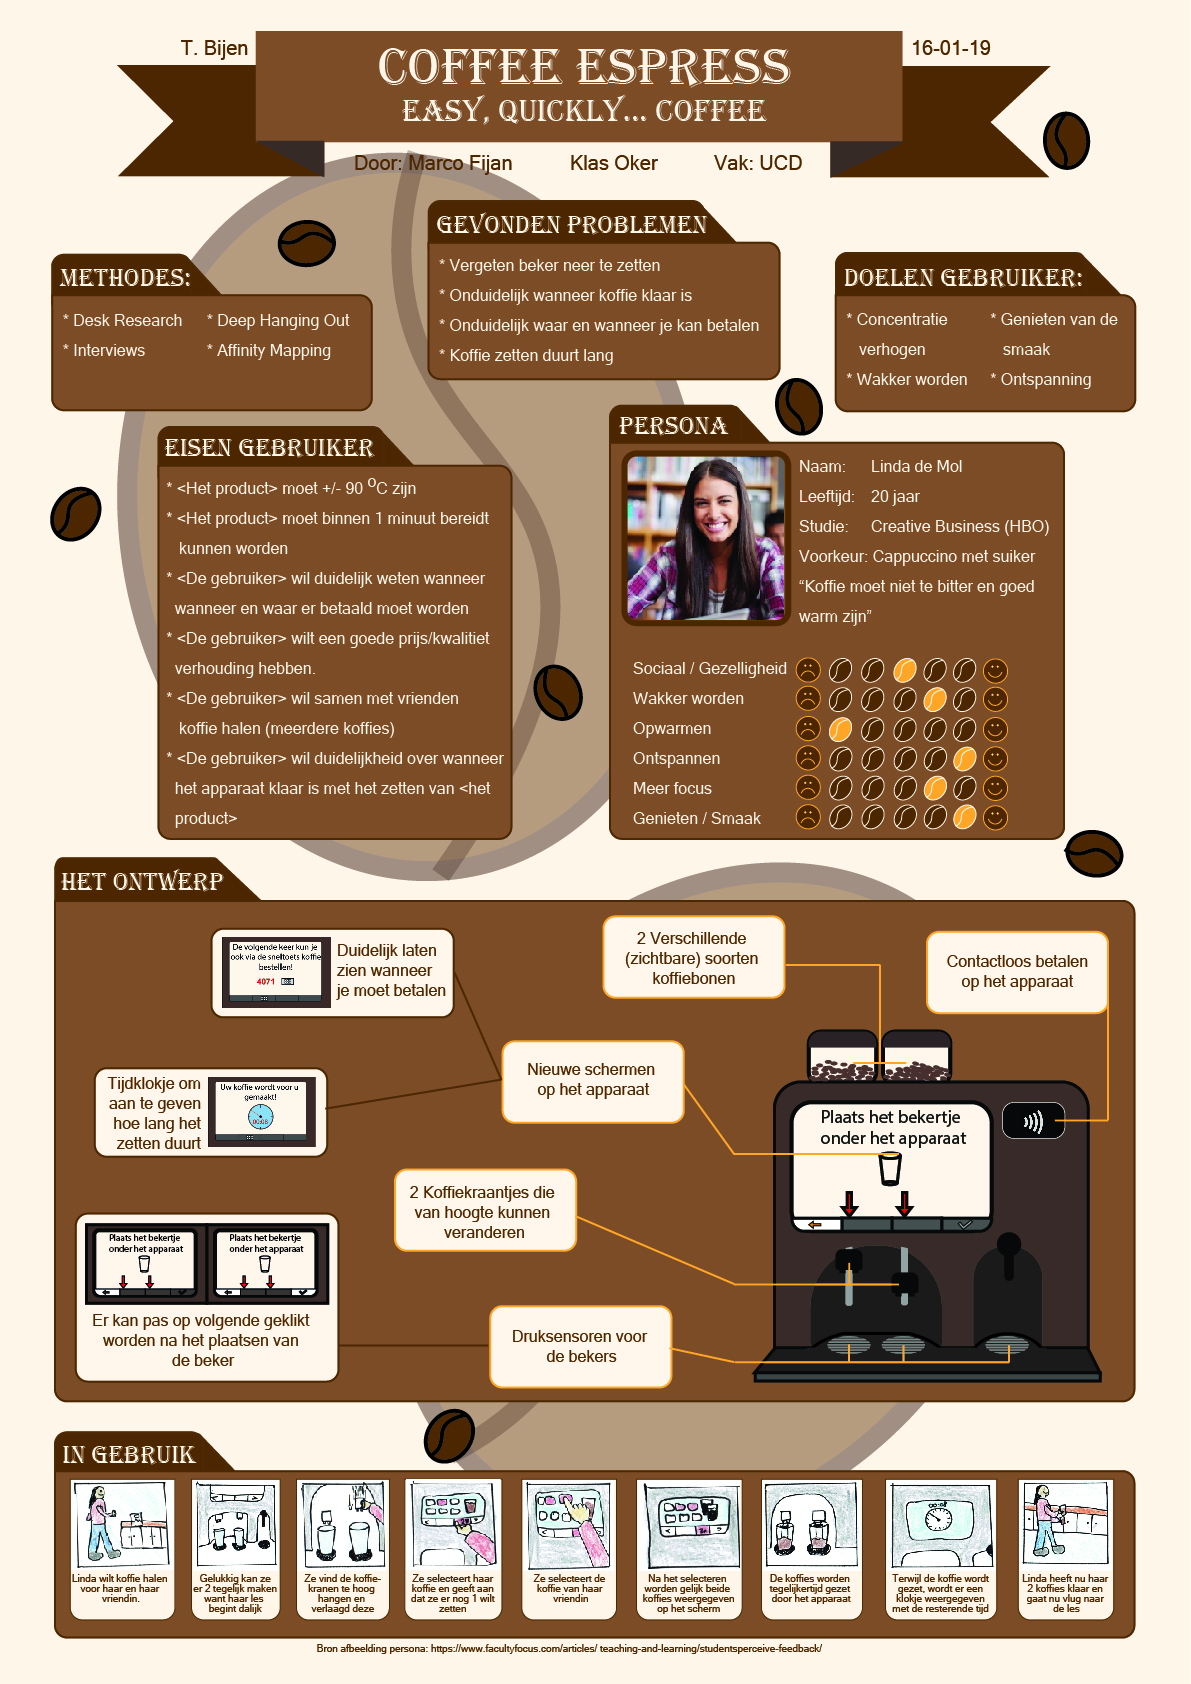 T. Bijen
COFFEE ESPRESS
EASY, QUICKLY... COFFEE
16-01-19
Door: Marco Fijan Klas Oker Vak: UCD
METHODES:
* Desk Research
* Interviews
* Deep Hanging Out
* Affinity Mapping
GEVONDEN PROBLEMEN
* Vergeten beker neer te zetten
* Onduidelijk wanneer koffie klaar is
* Onduidelijk waar en wanneer je kan betalen
* Koffie zetten duurt lang
DOELEN GEBRUIKER:
* Concentratie
verhogen
* Wakker worden
* Genieten van de
smaak
* Ontspanning
EISEN GEBRUIKER
* <Het product> moet +/- 90 ºC zijn
* <Het product> moet binnen 1 minuut bereidt
kunnen worden
* <De gebruiker> wil duidelijk weten wanneer
wanneer en waar er betaald moet worden
* <De gebruiker> wilt een goede prijs/kwalitiet
verhouding hebben.
* <De gebruiker> wil samen met vrienden
koffie halen (meerdere koffies)
* <De gebruiker> wil duidelijkheid over wanneer
het apparaat klaar is met het zetten van <het
product>
PERSONA
Naam: Linda de Mol
Leeftijd: 20 jaar
Studie: Creative Business (HBO)
Voorkeur: Cappuccino met suiker
“Koffie moet niet te bitter en goed
warm zijn”
Sociaal / Gezelligheid
Wakker worden
Opwarmen
Ontspannen
Meer focus
Genieten / Smaak
HET ONTWERP
De volgende keer kun je
ook via de sneltoets koffie
bestellen!
4071
Duidelijk laten
zien wanneer
je moet betalen
2 Verschillende
(zichtbare) soorten
koffiebonen
Contactloos betalen
op het apparaat
Tijdklokje om
aan te geven
hoe lang het
zetten duurt
Uw koffie wordt voor u
gemaakt!
00:08
Nieuwe schermen
op het apparaat
Plaats het bekertje
onder het apparaat
2 Koffiekraantjes die
van hoogte kunnen
veranderen
Plaats het bekertje
onder het apparaat
Plaats het bekertje
onder het apparaat
Er kan pas op volgende geklikt
worden na het plaatsen van
de beker
Druksensoren voor
de bekers
IN GEBRUIK
Linda wilt koffie halen
voor haar en haar
vriendin.
Gelukkig kan ze
er 2 tegelijk maken
want haar les
begint dalijk
Ze vind de koffie-
kranen te hoog
hangen en
verlaagd deze
Ze selecteert haar
koffie en geeft aan
dat ze er nog 1 wilt
zetten
Ze selecteert de
koffie van haar
vriendin
Na het selecteren
worden gelijk beide
koffies weergegeven
op het scherm
De koffies worden
tegelijkertijd gezet
door het apparaat
Terwijl de koffie wordt
gezet, wordt er een
klokje weergegeven
met de resterende tijd
Linda heeft nu haar
2 koffies klaar en
gaat nu vlug naar
de les
Bron afbeelding persona: https://www.facultyfocus.com/articles/ teaching-and-learning/studentsperceive-feedback/